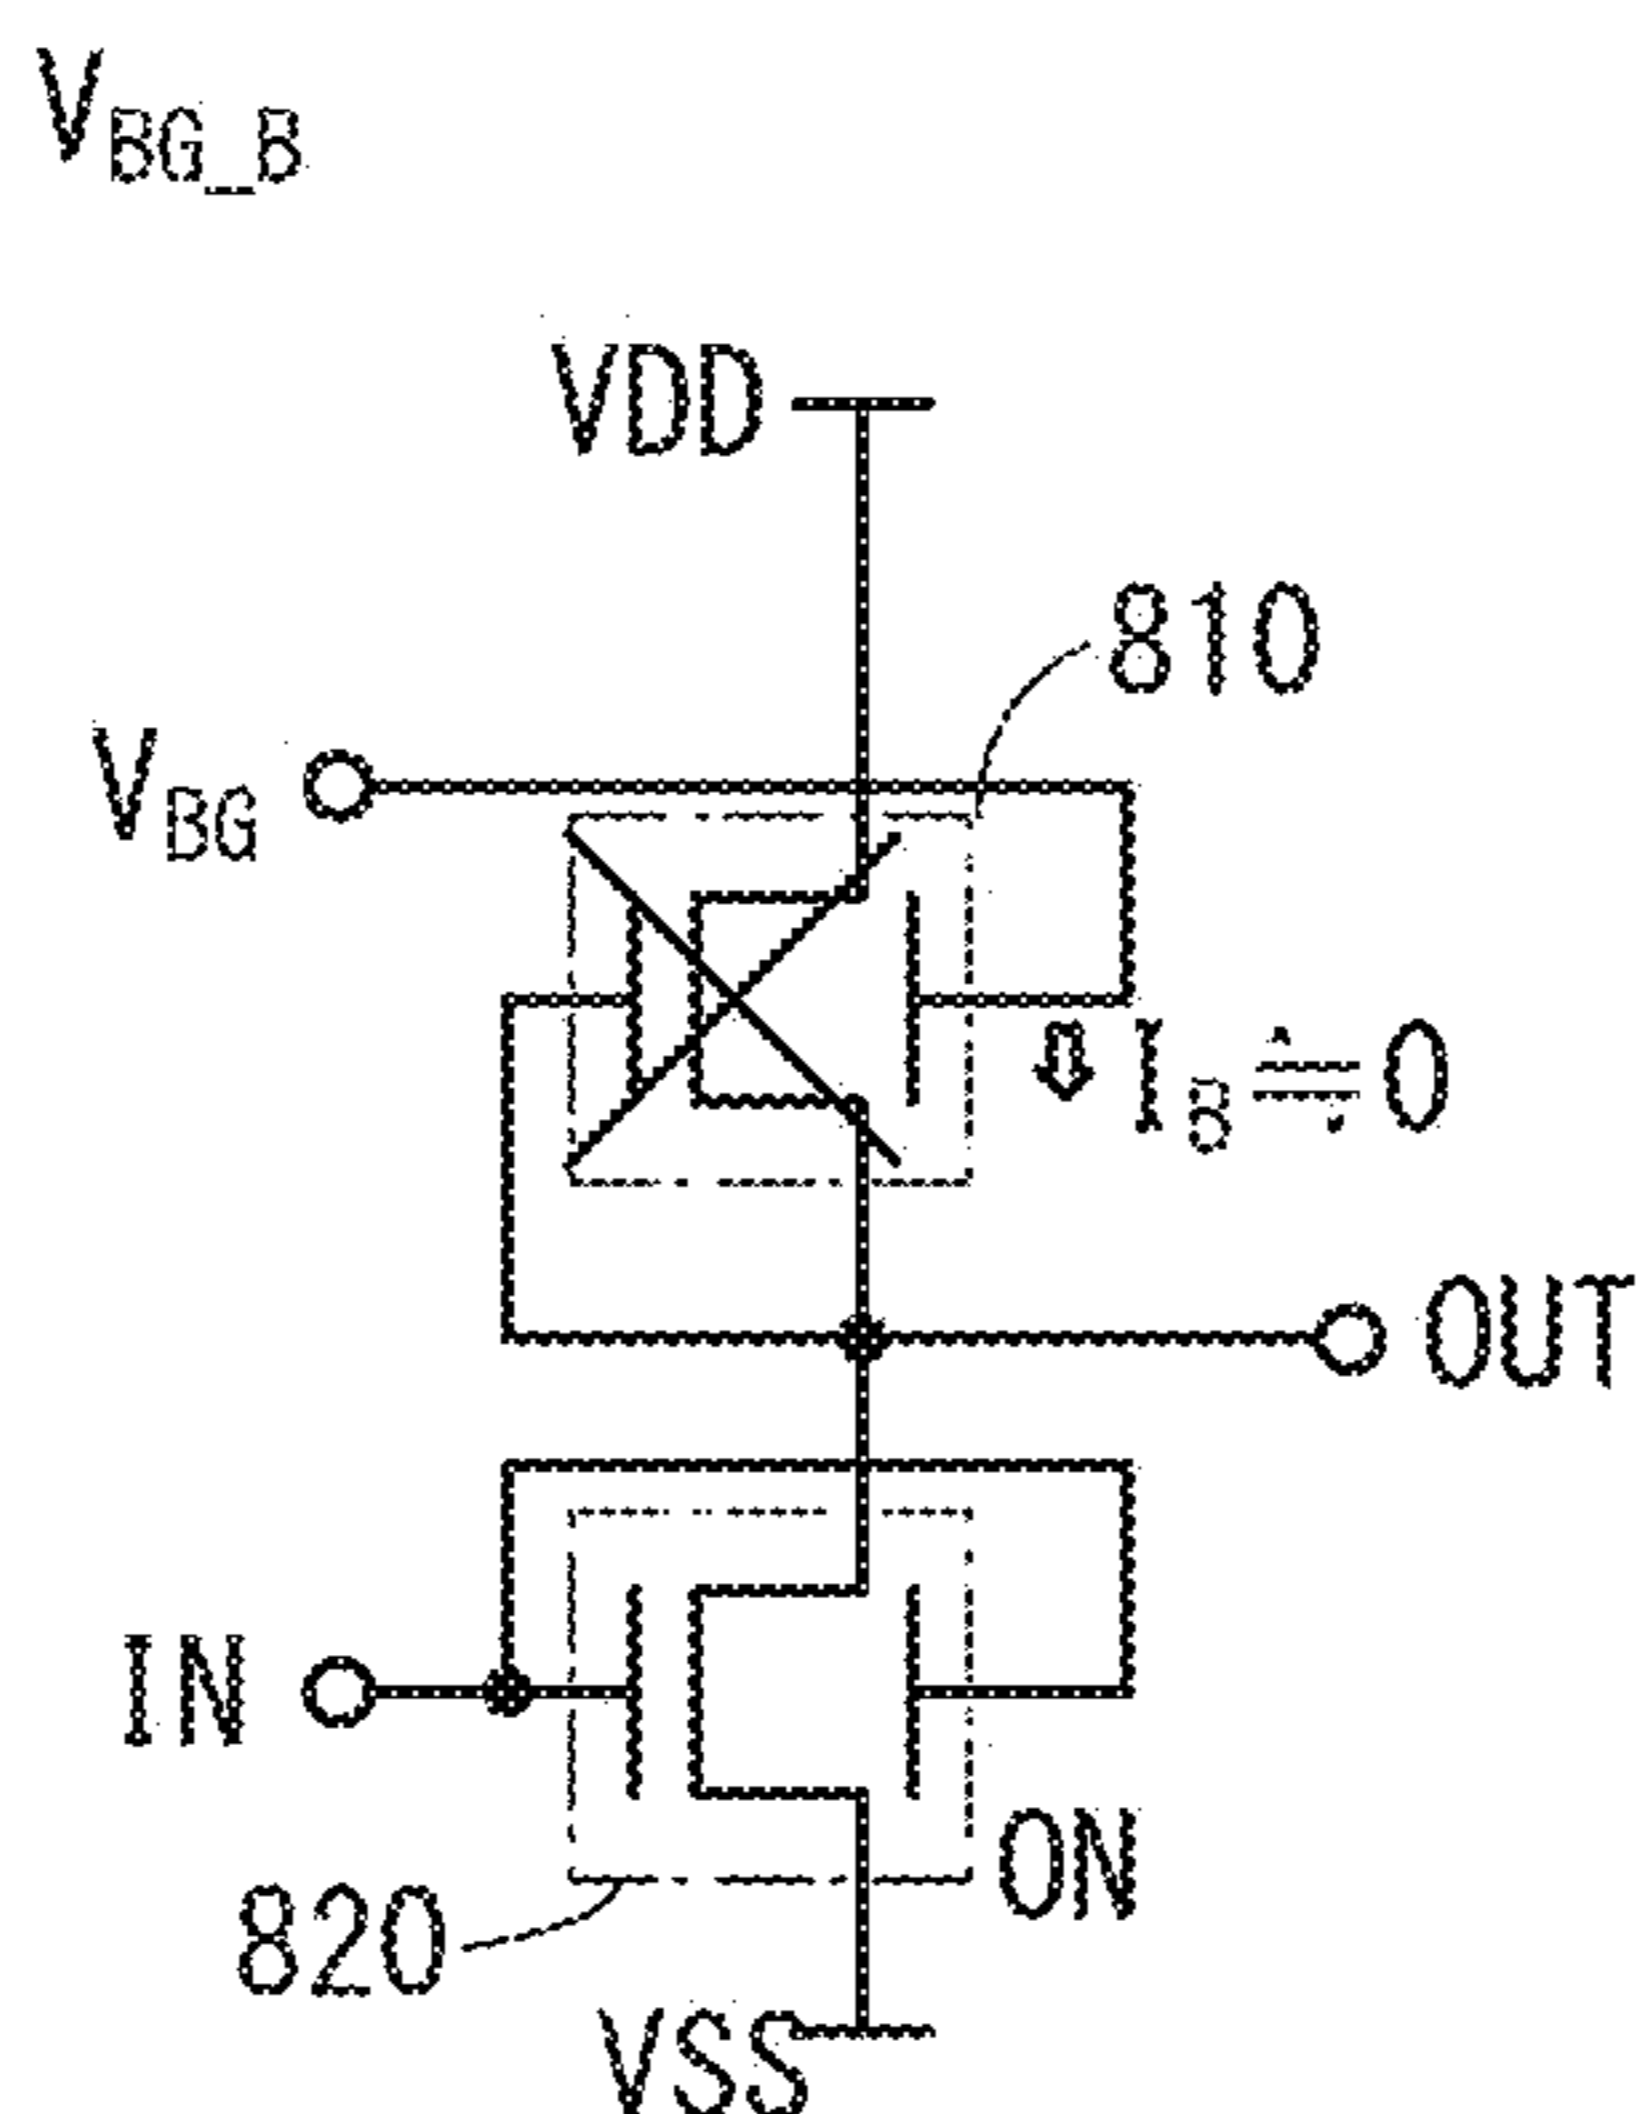 V_BG_B
VDD
810
V_BG
⇩ I_B≒0
OUT
IN
ON
820
VSS